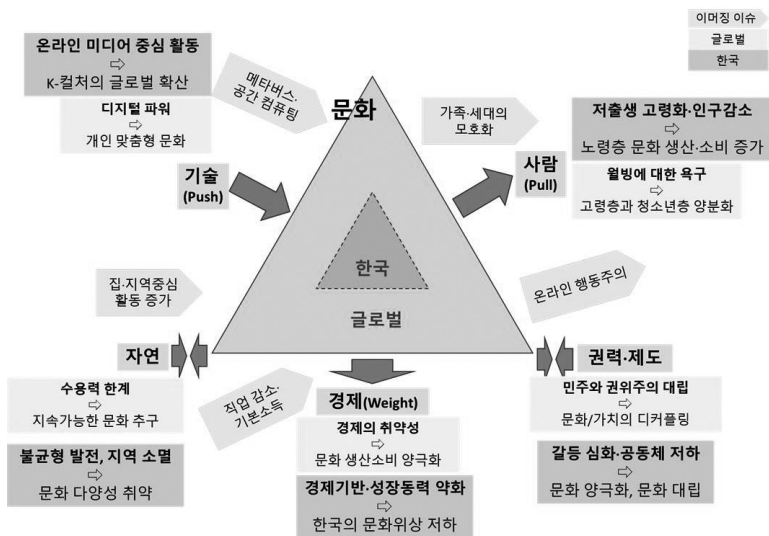 이머징 이슈
글로벌
한국
온라인 미디어 중심 활동
⇨
K-컬처의 글로벌 확산
디지털 파워
⇨
개인 맞춤형 문화
메타버스·
공간 컴퓨팅
문화
가족·세대의
모호화
저출생 고령화·인구감소
⇨
노령층 문화 생산·소비 증가
웰빙에 대한 욕구
⇨
고령층과 청소년층 양분화
기술
(Push)
사람
(Pull)
한국
글로벌
집·지역중심
활동 증가
온라인 행동주의
자연
수용력 한계
⇨
지속가능한 문화 추구
불균형 발전, 지역 소멸
⇨
문화 다양성 취약
직업 감소·
기본소득
경제(Weight)
경제의 취약성
⇨
문화 생산소비 양극화
경제기반·성장동력 약화
⇨
한국의 문화위상 저하
권력·제도
민주와 권위주의 대립
⇨
문화/가치의 디커플링
갈등 심화·공동체 저하
⇨
문화 양극화, 문화 대립